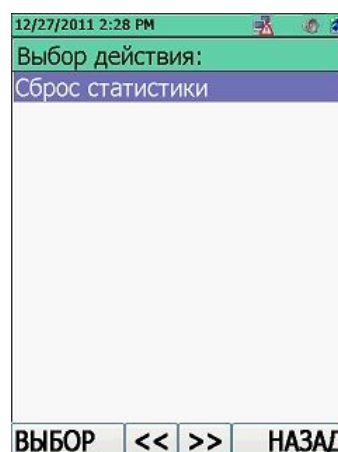 12/27/2011 2:28 PM
Выбор действия:
Сброс статистики
ВЫБОР << >> НАЗАД